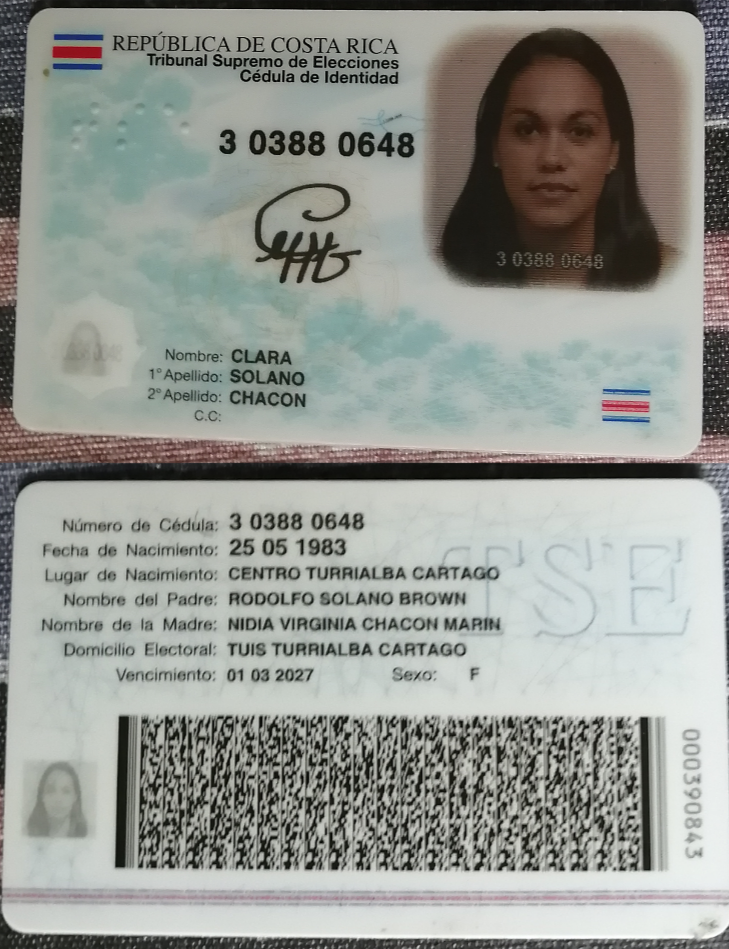 REPÚBLICA DE COSTA RICA
Tribunal Supremo de Elecciones
Cédula de Identidad
3 0388 0648
3 0388 0648
Nombre: CLARA
1° Apellido: SOLANO
2° Apellido: CHACON
C.C:
Número de Cédula: 3 0388 0648
Fecha de Nacimiento: 25 05 1983
Lugar de Nacimiento: CENTRO TURRIALBA CARTAGO
Nombre del Padre: RODOLFO SOLANO BROWN
Nombre de la Madre: NIDIA VIRGINIA CHACON MARIN
Domicilio Electoral: TUIS TURRIALBA CARTAGO
Vencimiento: 01 03 2027 Sexo: F
TSE
000390843